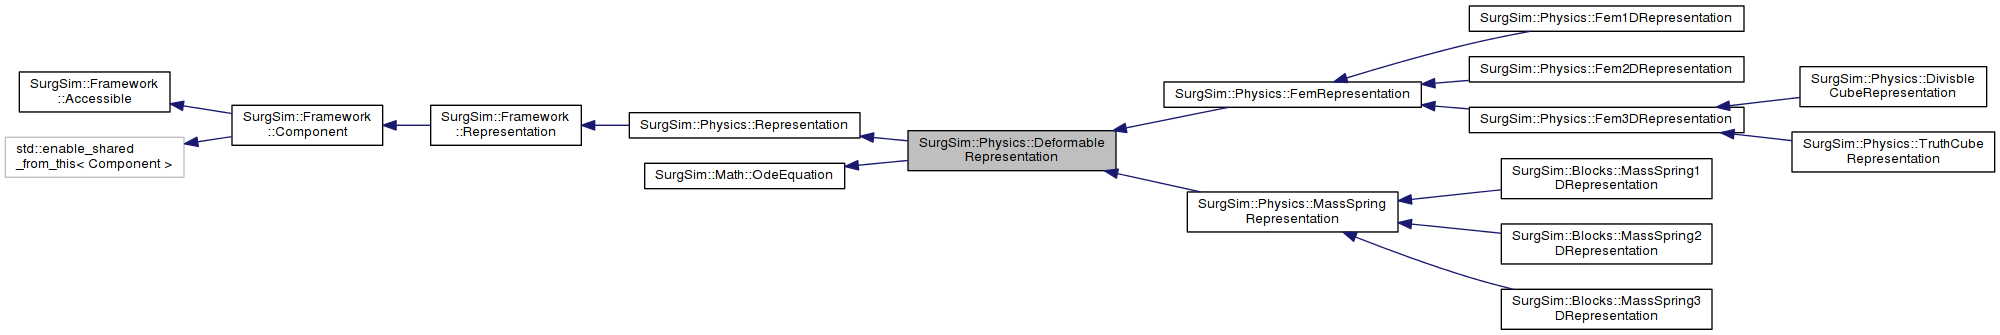 SurgSim::Framework
::Accessible
std::enable_shared
_from_this< Component >
SurgSim::Framework
::Component
SurgSim::Framework
::Representation
SurgSim::Physics::Representation
SurgSim::Math::OdeEquation
SurgSim::Physics::Deformable
Representation
SurgSim::Physics::FemRepresentation
SurgSim::Physics::MassSpring
Representation
SurgSim::Physics::Fem1DRepresentation
SurgSim::Physics::Fem2DRepresentation
SurgSim::Physics::Fem3DRepresentation
SurgSim::Blocks::MassSpring1
DRepresentation
SurgSim::Blocks::MassSpring2
DRepresentation
SurgSim::Blocks::MassSpring3
DRepresentation
SurgSim::Physics::Divisble
CubeRepresentation
SurgSim::Physics::TruthCube
Representation